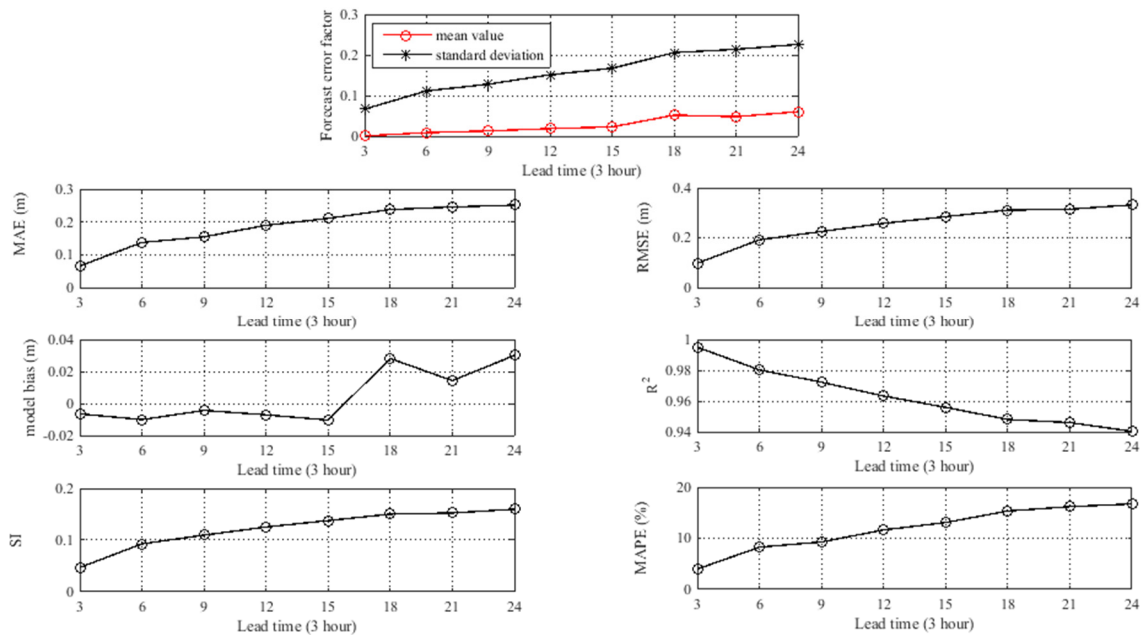 Forecast error factor
0.3
0.2
0.1
0
mean value
standard deviation
3 6 9 12 15 18 21 24
Lead time (3 hour)
MAE (m)
0.3
0.2
0.1
0
3 6 9 12 15 18 21 24
Lead time (3 hour)
RMSE (m)
0.4
0.2
0
3 6 9 12 15 18 21 24
Lead time (3 hour)
model bias (m)
0.04
0.02
0
-0.02
3 6 9 12 15 18 21 24
Lead time (3 hour)
R²
1
0.98
0.96
0.94
3 6 9 12 15 18 21 24
Lead time (3 hour)
SI
0.2
0.1
0
3 6 9 12 15 18 21 24
Lead time (3 hour)
MAPE (%)
20
10
0
3 6 9 12 15 18 21 24
Lead time (3 hour)